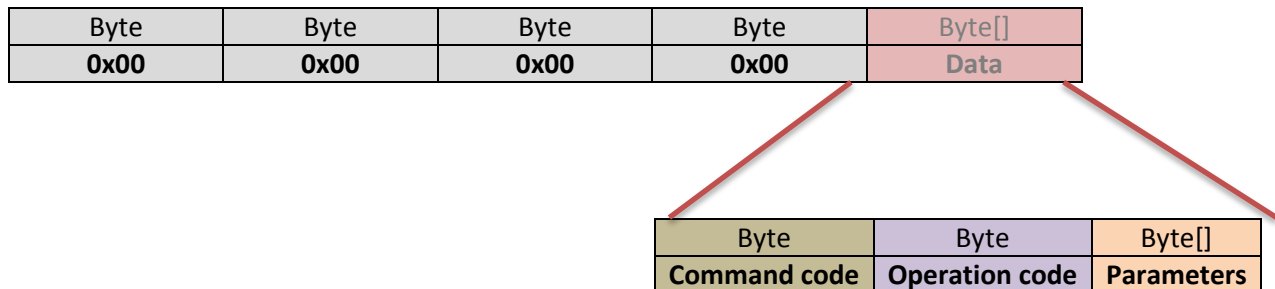 Byte Byte Byte Byte Byte[]
0x00 0x00 0x00 0x00 Data
Byte Byte Byte[]
Command code Operation code Parameters